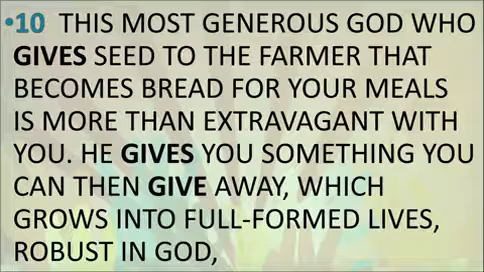 •10 THIS MOST GENEROUS GOD WHO
GIVES SEED TO THE FARMER THAT
BECOMES BREAD FOR YOUR MEALS
IS MORE THAN EXTRAVAGANT WITH
YOU. HE GIVES YOU SOMETHING YOU
CAN THEN GIVE AWAY, WHICH
GROWS INTO FULL-FORMED LIVES,
ROBUST IN GOD,